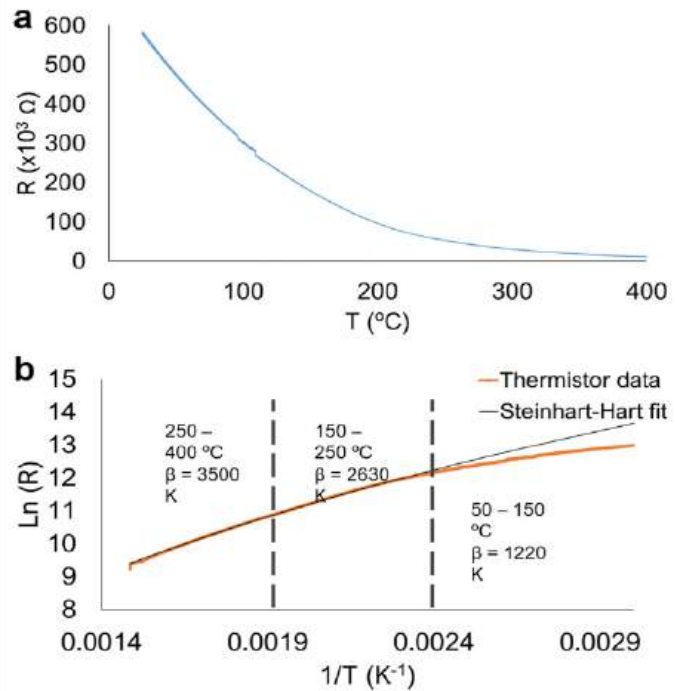 a
600
500
400
300
200
100
0
R (x10³ Ω)
0 100 200 300 400
T (ºC)
b
15
14
13
12
11
10
9
8
Ln (R)
Thermistor data
Steinhart-Hart fit
250 –
400 ºC
β = 3500
K
150 –
250 ºC
β = 2630
K
50 – 150
ºC
β = 1220
K
0.0014 0.0019 0.0024 0.0029
1/T (K⁻¹)